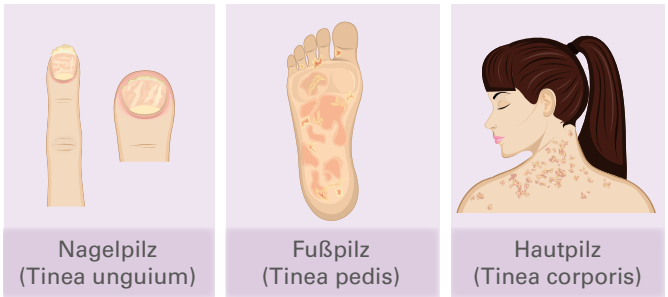 Nagelpilz
(Tinea unguium)
Fußpilz
(Tinea pedis)
Hautpilz
(Tinea corporis)